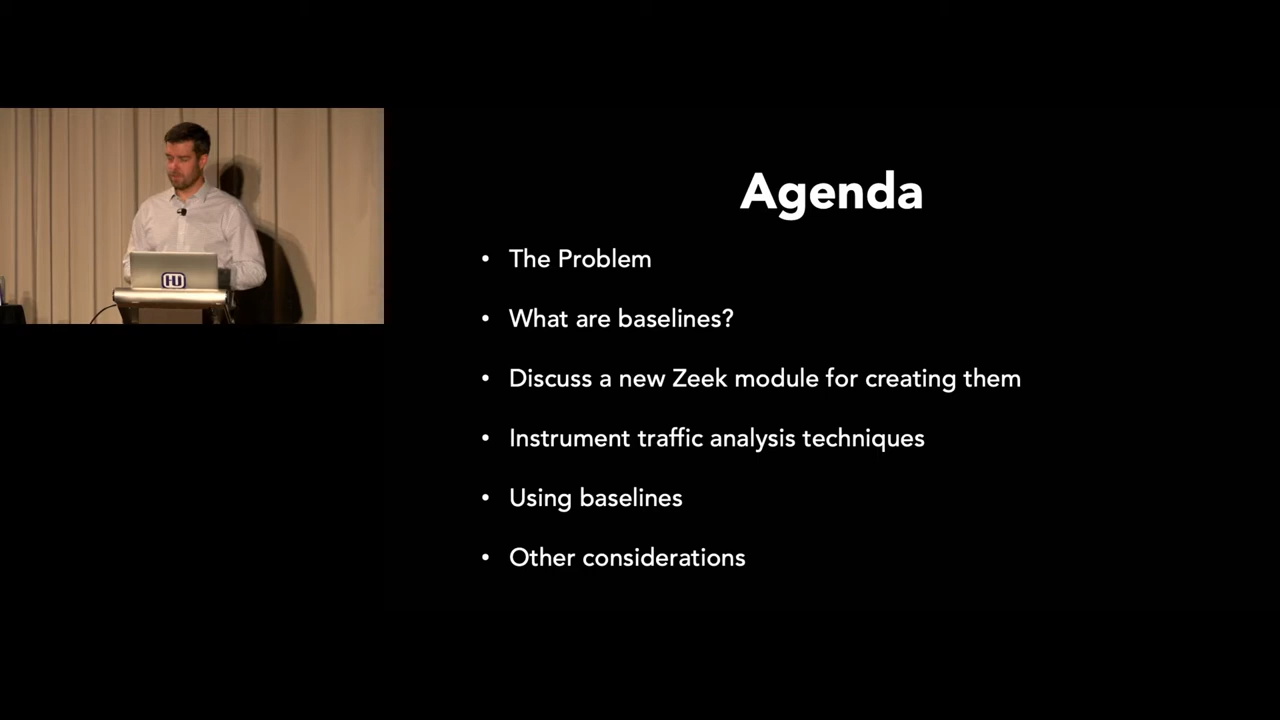 Agenda
• The Problem
• What are baselines?
• Discuss a new Zeek module for creating them
• Instrument traffic analysis techniques
• Using baselines
• Other considerations